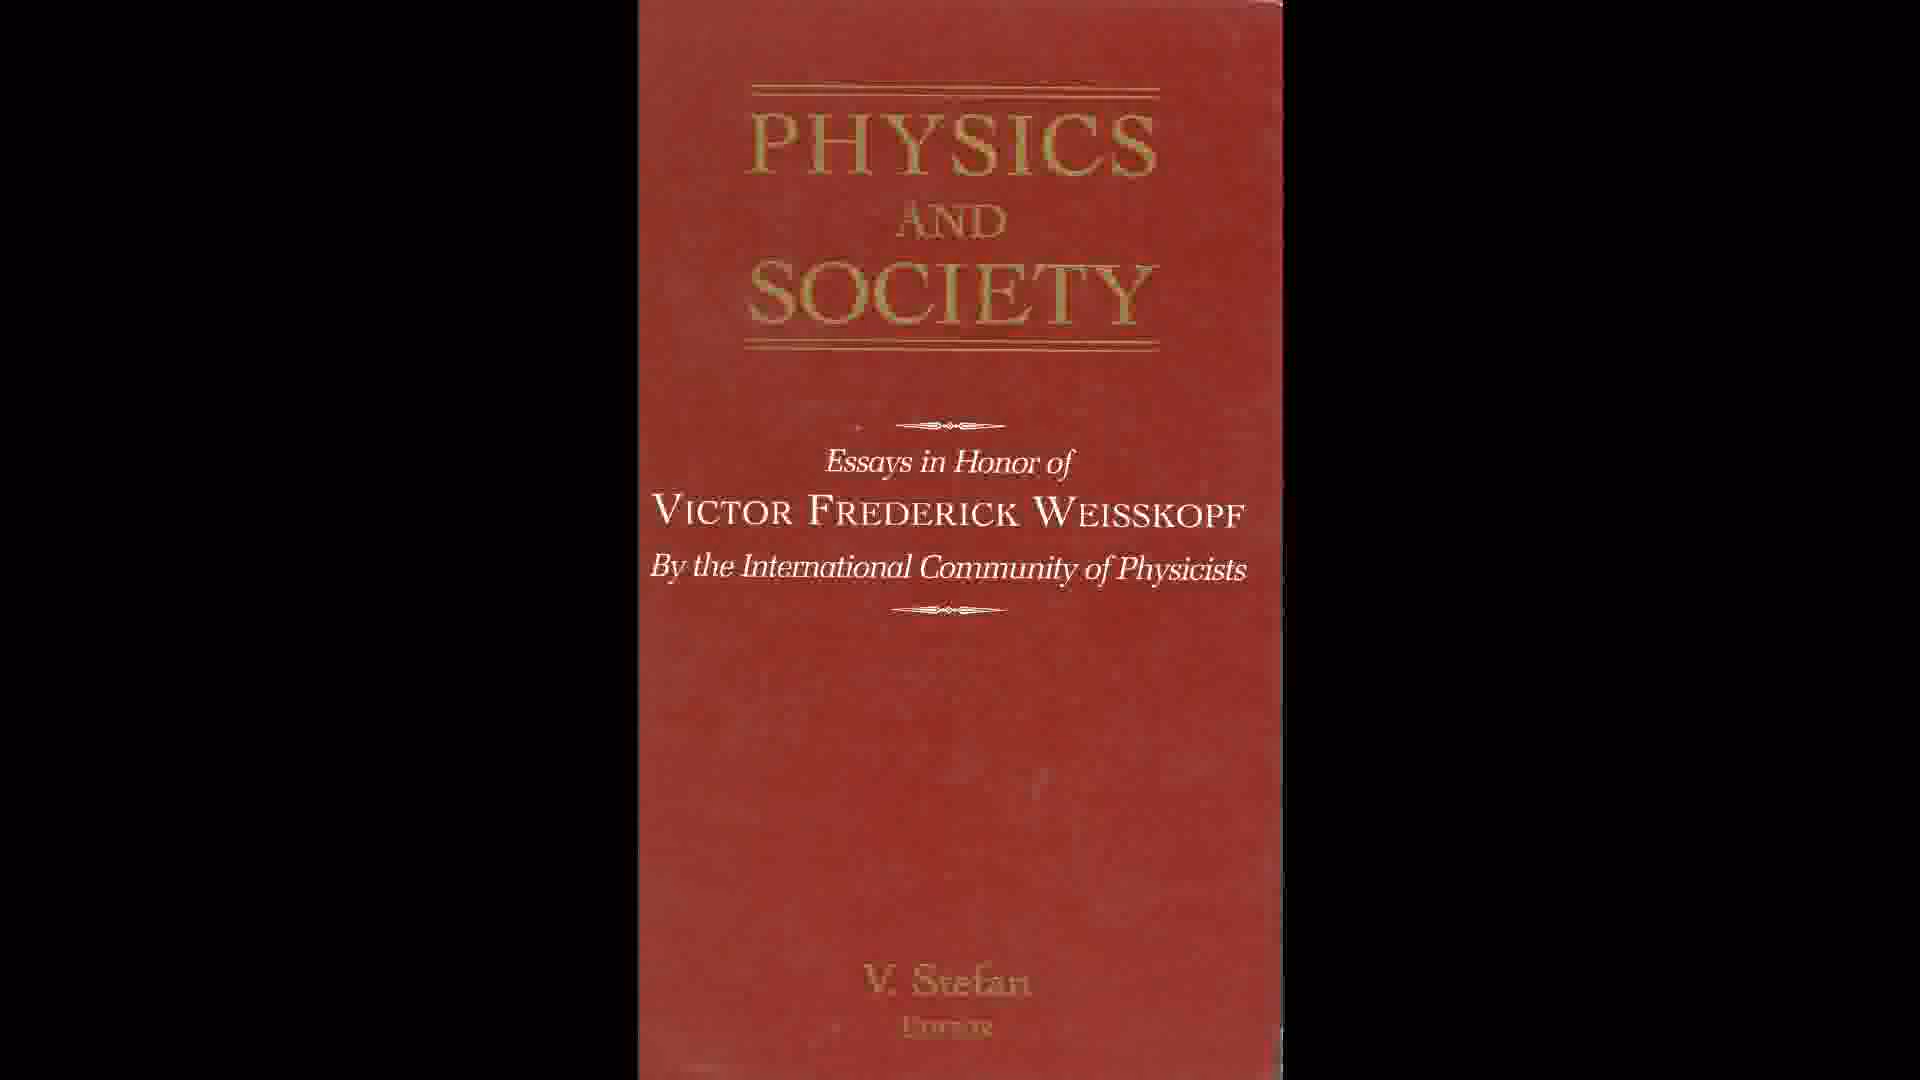 PHYSICS
AND
SOCIETY
Essays in Honor of
VICTOR FREDERICK WEISSKOPF
By the International Community of Physicists
V. Stefan
EDITOR